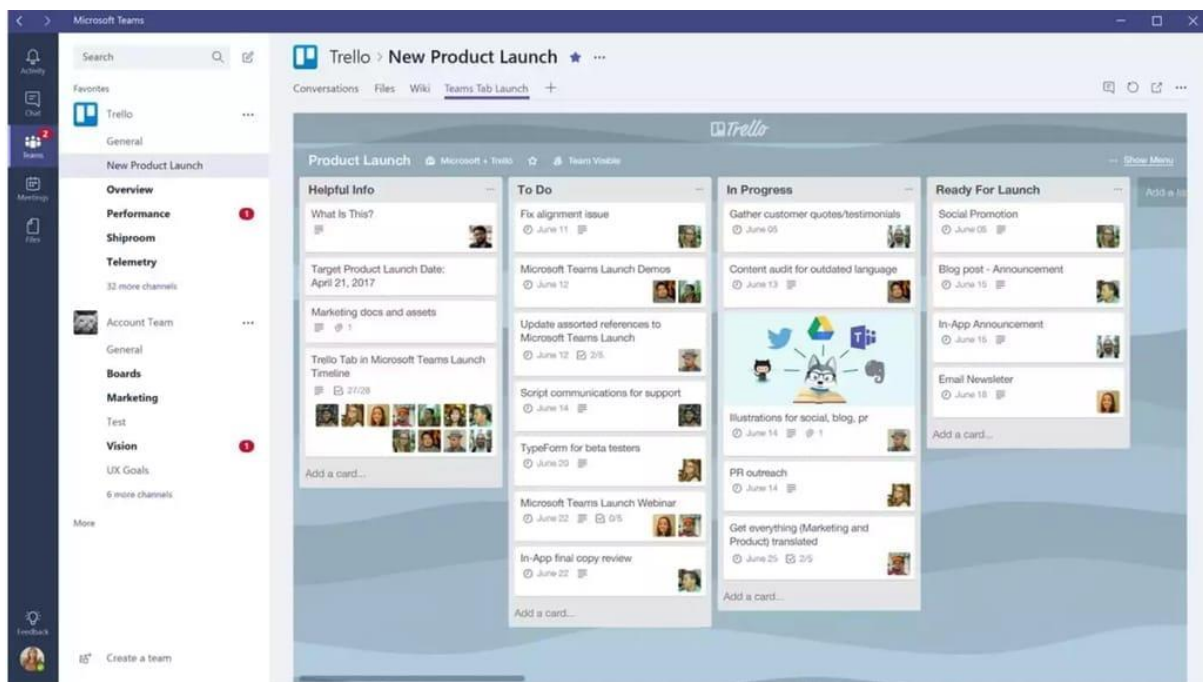 Microsoft Teams
Activity
Chat
2
Teams
Meetings
Files
Feedback
Search
Favorites
Trello
General
New Product Launch
Overview
Performance 1
Shiproom
Telemetry
32 more channels
Account Team
General
Boards
Marketing
Test
Vision 1
UX Goals
6 more channels
More
Create a team
Trello > New Product Launch
Conversations Files Wiki Teams Tab Launch
Trello
Product Launch Microsoft + Trello Team Visible Show Menu
Helpful Info
What Is This?
Target Product Launch Date:
April 21, 2017
Marketing docs and assets
1
Trello Tab in Microsoft Teams Launch
Timeline
27/28
Add a card...
To Do
Fix alignment issue
June 11
Microsoft Teams Launch Demos
June 12
Update assorted references to
Microsoft Teams Launch
June 12 2/5
Script communications for support
June 14
TypeForm for beta testers
June 20
Microsoft Teams Launch Webinar
June 22 0/5
In-App final copy review
June 22
Add a card...
In Progress
Gather customer quotes/testimonials
June 05
Content audit for outdated language
June 13
Illustrations for social, blog, pr
June 14 1
PR outreach
June 14
Get everything (Marketing and
Product) translated
June 25 2/5
Add a card...
Ready For Launch
Social Promotion
June 05
Blog post - Announcement
June 15
In-App Announcement
June 15
Email Newsleter
June 18
Add a card...
Add a